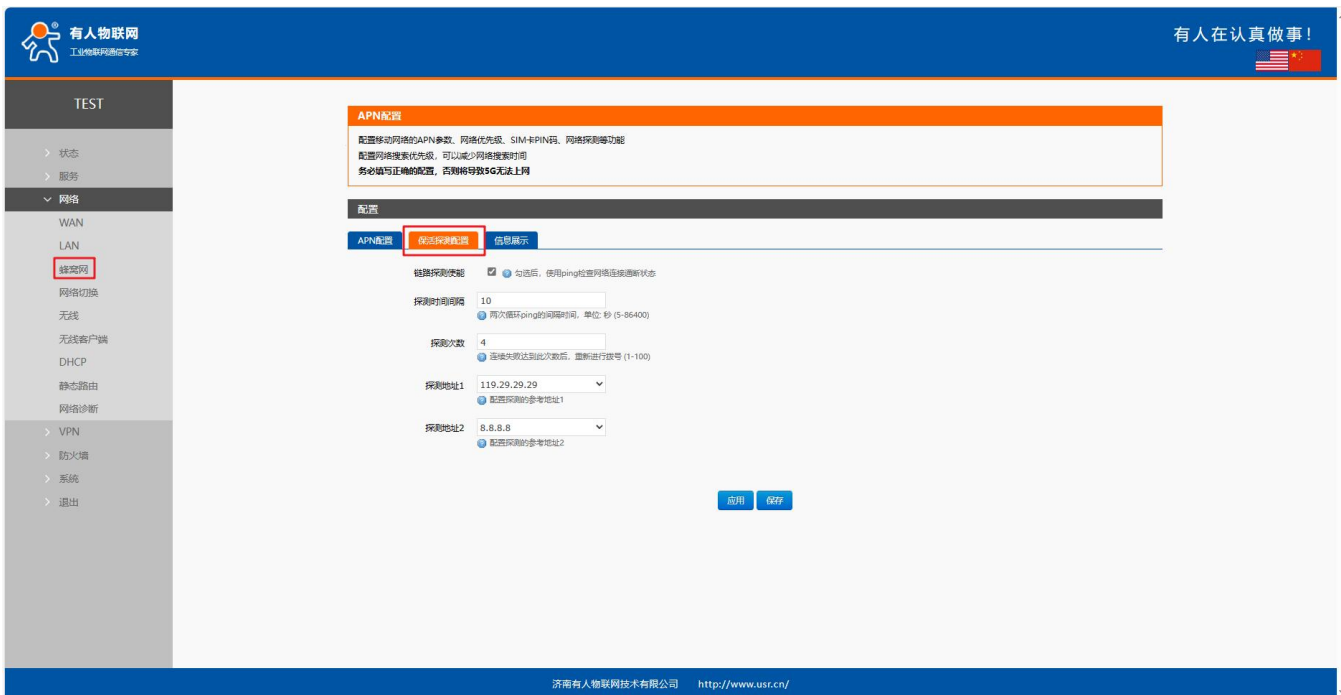 有人物联网
工业物联网通信专家
有人在认真做事!
TEST
状态
服务
网络
WAN
LAN
蜂窝网
网络切换
无线
无线客户端
DHCP
静态路由
网络诊断
VPN
防火墙
系统
退出
APN配置
配置移动网络的APN参数、网络优先级、SIM卡PIN码、网络探测等功能
配置网络搜索优先级,可以减少网络搜索时间
务必填写正确的配置,否则将导致5G无法上网
配置
APN配置 保活探测配置 信息展示
链路探测使能 勾选后,使用ping检查网络连接通断状态
探测时间间隔 10
两次循环ping的间隔时间,单位: 秒 (5-86400)
探测次数 4
连续失败达到此次数后,重新进行拨号 (1-100)
探测地址1 119.29.29.29
配置探测的参考地址1
探测地址2 8.8.8.8
配置探测的参考地址2
应用 保存
济南有人物联网技术有限公司 http://www.usr.cn/